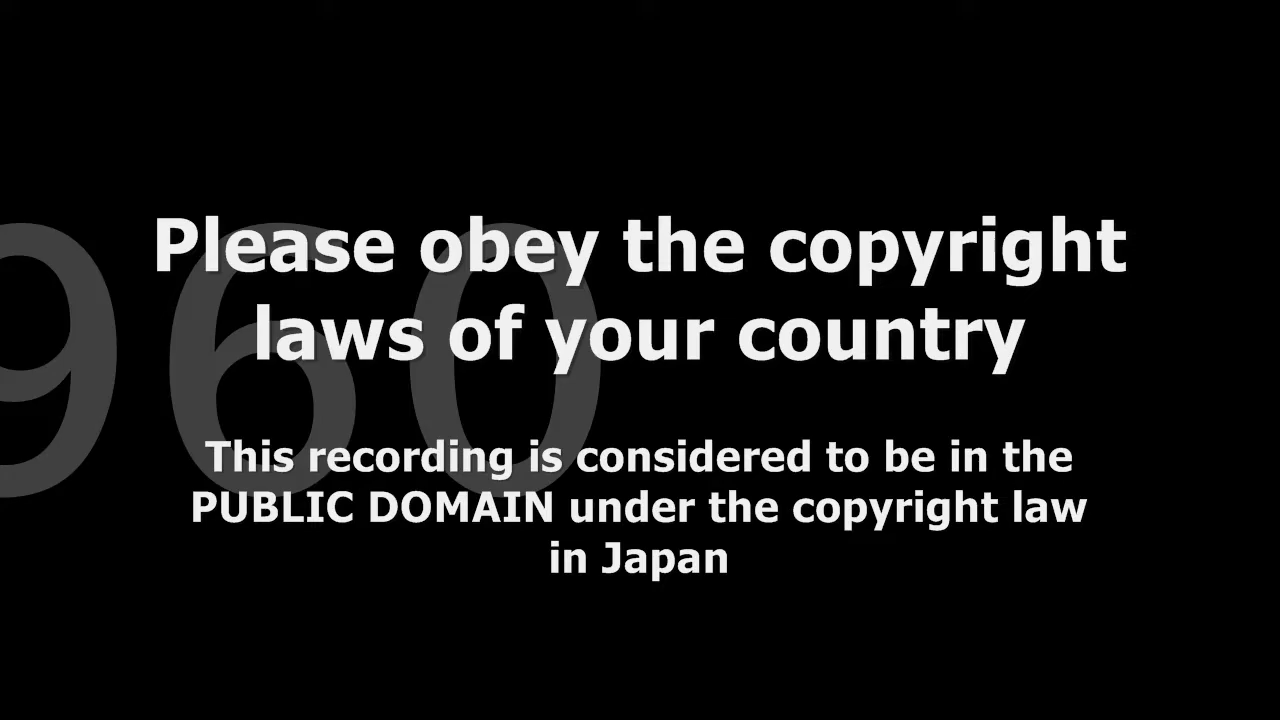 960
Please obey the copyright
laws of your country
This recording is considered to be in the
PUBLIC DOMAIN under the copyright law
in Japan